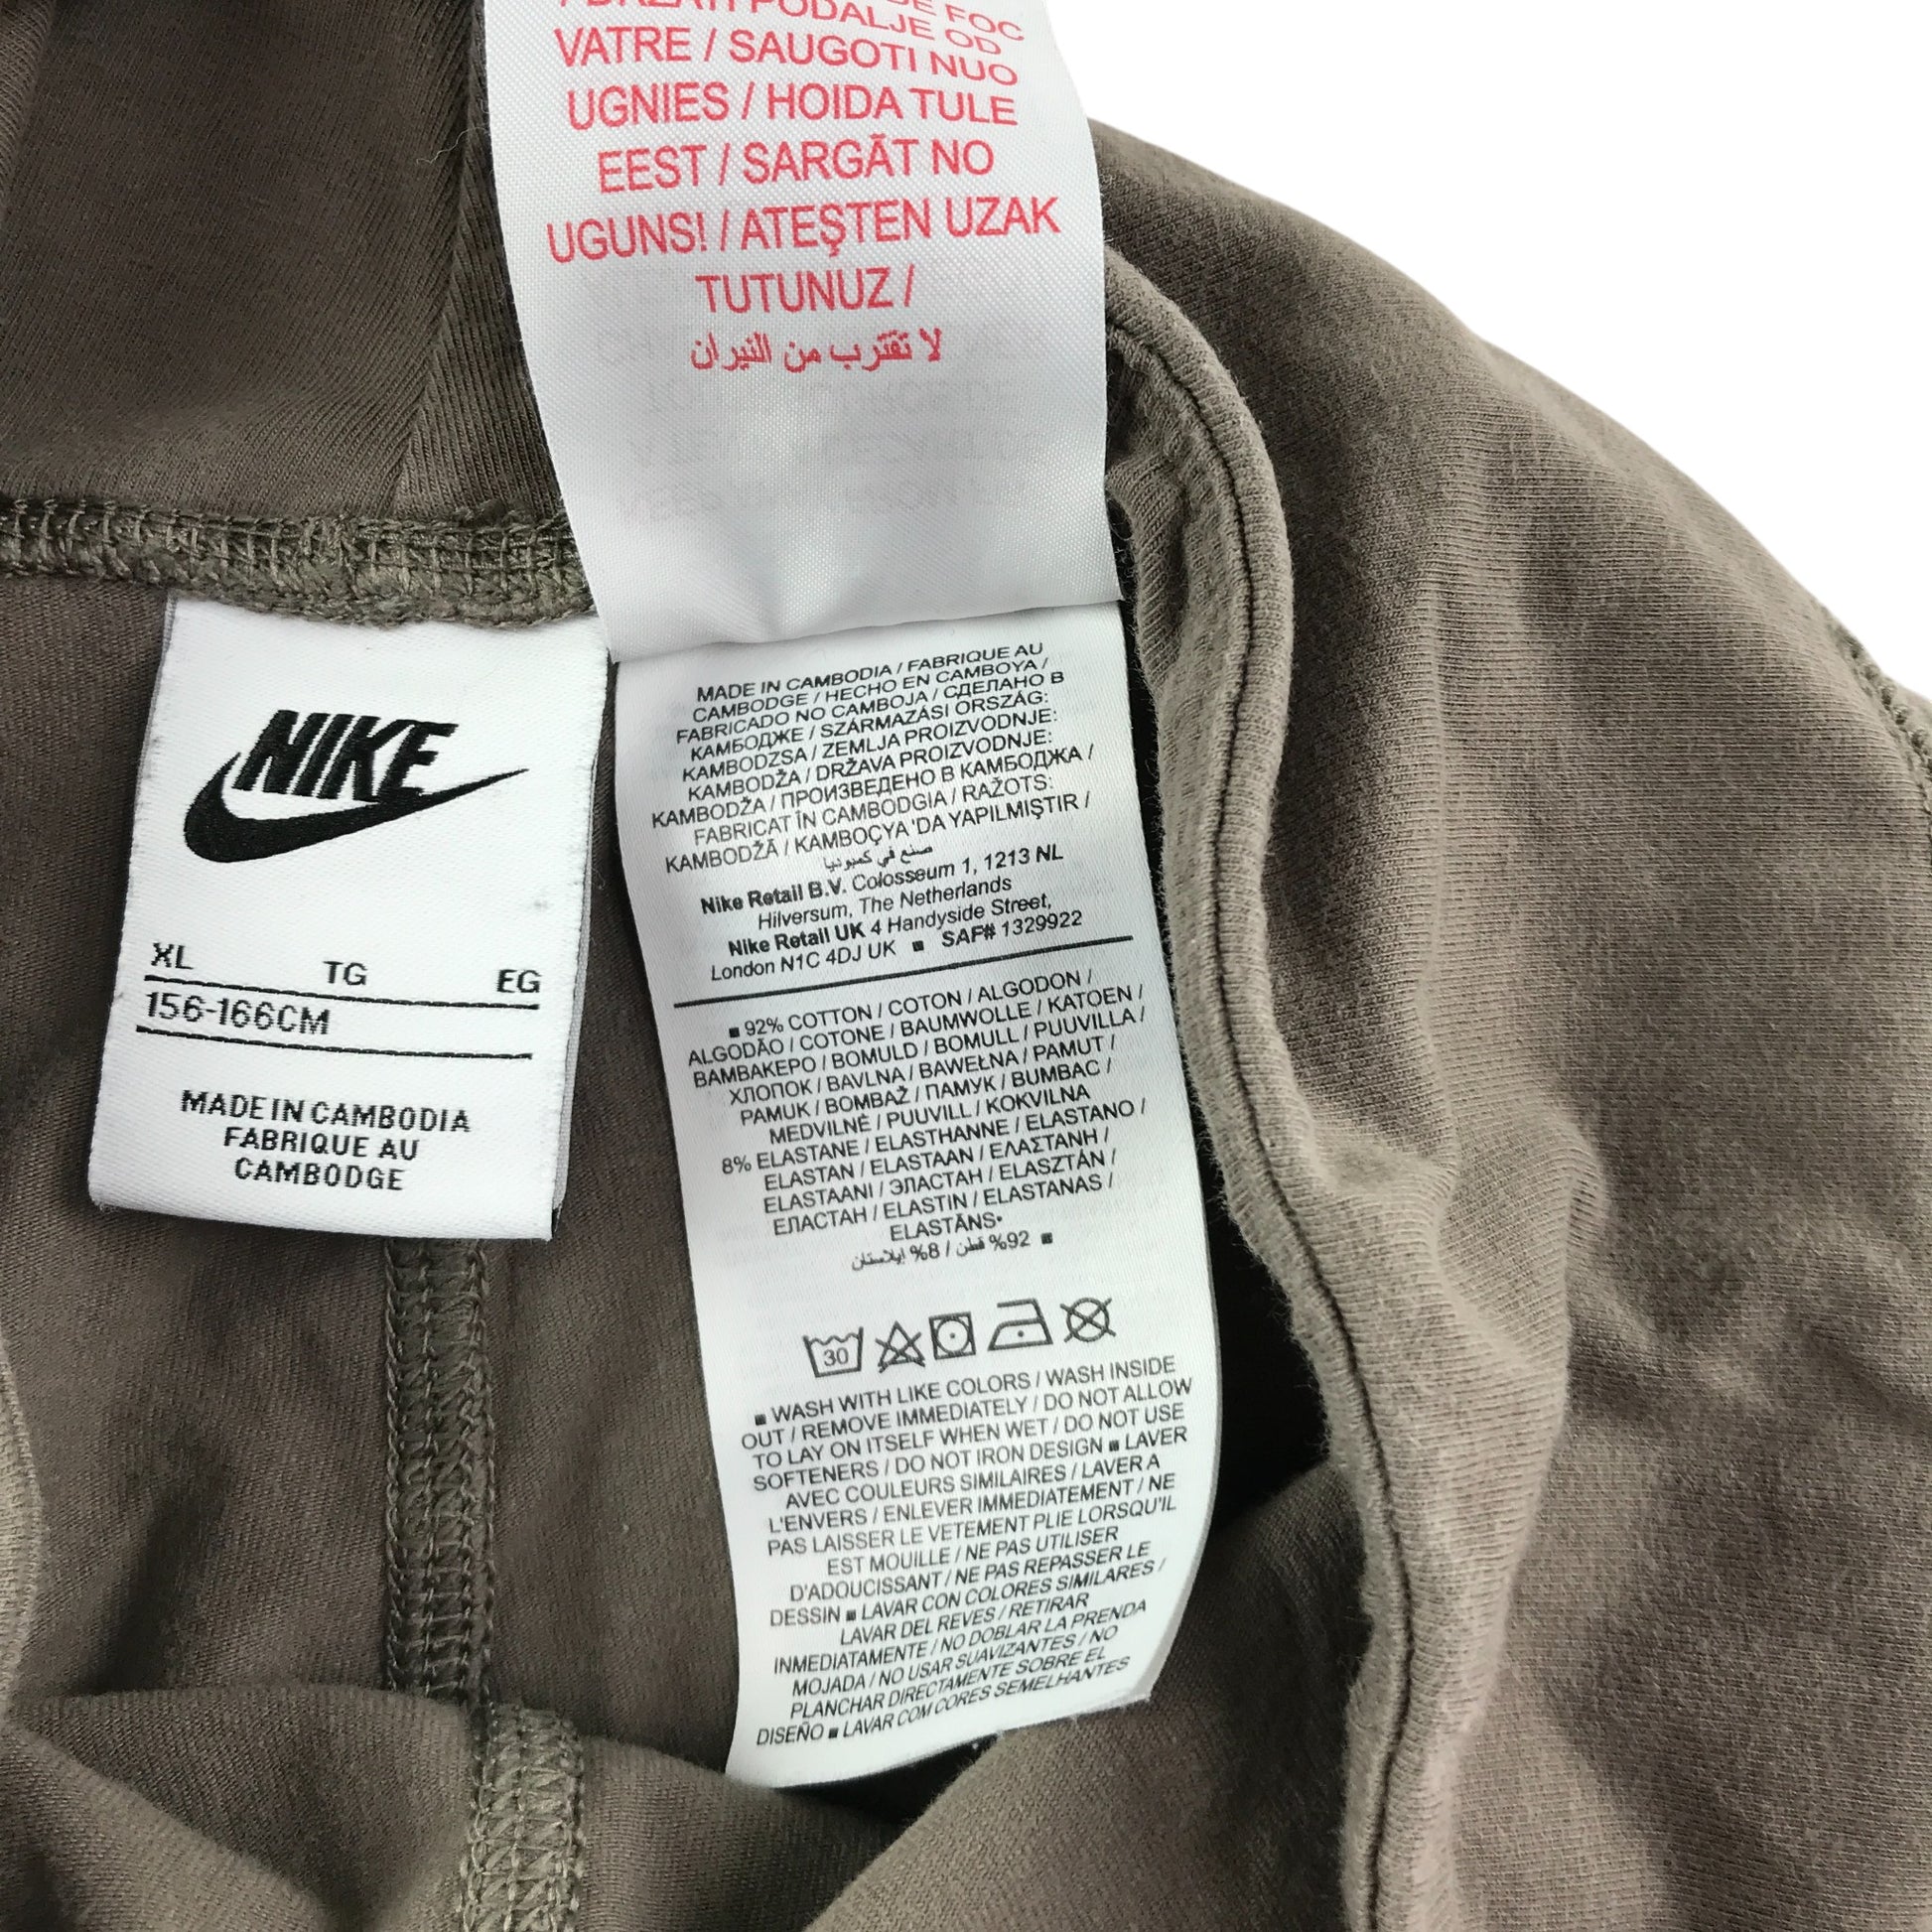 DE FOC
/ DRŽATI PODALJE OD
VATRE / SAUGOTI NUO
UGNIES / HOIDA TULE
EEST / SARGĀT NO
UGUNS! / ATEŞTEN UZAK
TUTUNUZ /
لا تقترب من النيران
NIKE
XL TG EG
156-166CM
MADE IN CAMBODIA
FABRIQUE AU
CAMBODGE
MADE IN CAMBODIA / FABRIQUE AU
CAMBODGE / HECHO EN CAMBOYA /
FABRICADO NO CAMBOJA / СДЕЛАНО В
КАМБОДЖЕ / SZÁRMAZÁSI ORSZÁG:
KAMBODZSA / ZEMLJA PROIZVODNJE:
KAMBODŽA / DRŽAVA PROIZVODNJE:
KAMBODŽA / ПРОИЗВЕДЕНО В КАМБОДЖА /
FABRICAT ÎN CAMBODGIA / RAŽOTS:
KAMBODŽĀ / KAMBOÇYA 'DA YAPILMIŞTIR /
صنع في كمبوديا
Nike Retail B.V. Colosseum 1, 1213 NL
Hilversum, The Netherlands
Nike Retail UK 4 Handyside Street,
London N1C 4DJ UK ■ SAF# 1329922
■ 92% COTTON / COTON / ALGODON /
ALGODÃO / COTONE / BAUMWOLLE / KATOEN /
ΒΑΜΒΑΚΕΡΟ / BOMULD / BOMULL / PUUVILLA /
ХЛОПОК / BAVLNA / BAWEŁNA / PAMUT /
PAMUK / BOMBAŽ / ПАМУК / BUMBAC /
MEDVILNĖ / PUUVILL / KOKVILNA
8% ELASTANE / ELASTHANNE / ELASTANO /
ELASTAN / ELASTAAN / ΕΛΑΣΤΑΝΗ /
ELASTAANI / ЭЛАСТАН / ELASZTÁN /
ЕЛАСТАН / ELASTIN / ELASTANAS /
ELASTĀNS•
92% قطن / 8% إيلاستان ■
30
■ WASH WITH LIKE COLORS / WASH INSIDE
OUT / REMOVE IMMEDIATELY / DO NOT ALLOW
TO LAY ON ITSELF WHEN WET / DO NOT USE
SOFTENERS / DO NOT IRON DESIGN ■ LAVER
AVEC COULEURS SIMILAIRES / LAVER A
L'ENVERS / ENLEVER IMMEDIATEMENT / NE
PAS LAISSER LE VETEMENT PLIE LORSQU'IL
EST MOUILLE / NE PAS UTILISER
D'ADOUCISSANT / NE PAS REPASSER LE
DESSIN ■ LAVAR CON COLORES SIMILARES /
LAVAR DEL REVES / RETIRAR
INMEDIATAMENTE / NO DOBLAR LA PRENDA
MOJADA / NO USAR SUAVIZANTES / NO
PLANCHAR DIRECTAMENTE SOBRE EL
DISEÑO ■ LAVAR COM CORES SEMELHANTES